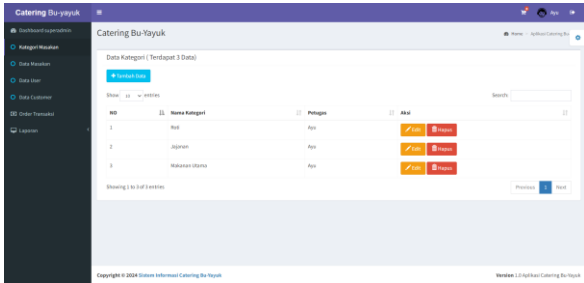 Catering Bu-yayuk
Ayu
Dashboard superadmin
Kategori Masakan
Data Masakan
Data User
Data Customer
Order Transaksi
Laporan
Catering Bu-Yayuk
Home
Data Kategori ( Terdapat 3 Data)
Tambah Data
Show 10 entries
Search:
NO Nama Kategori Petugas Aksi
1 Roti Ayu Edit Hapus
2 Jajanan Ayu Edit Hapus
3 Makanan Utama Ayu Edit Hapus
Showing 1 to 3 of 3 entries
Previous 1 Next
Copyright © 2024 Sistem Informasi Catering Bu-Yayuk
Version 1.0 Aplikasi Catering Bu-Yayuk